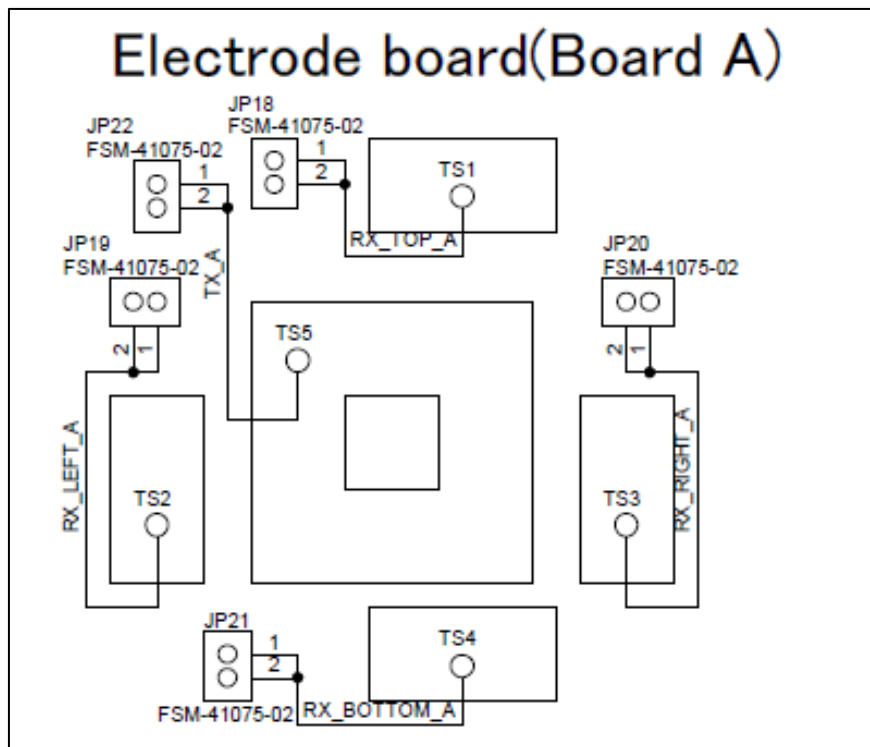 Electrode board(Board A)
JP18
FSM-41075-02
1
2
JP22
FSM-41075-02
1
2
TS1
RX_TOP_A
TX_A
JP19
FSM-41075-02
2
1
JP20
FSM-41075-02
2
1
TS5
RX_LEFT_A
TS2
TS3
RX_RIGHT_A
JP21
1
2
FSM-41075-02
TS4
RX_BOTTOM_A